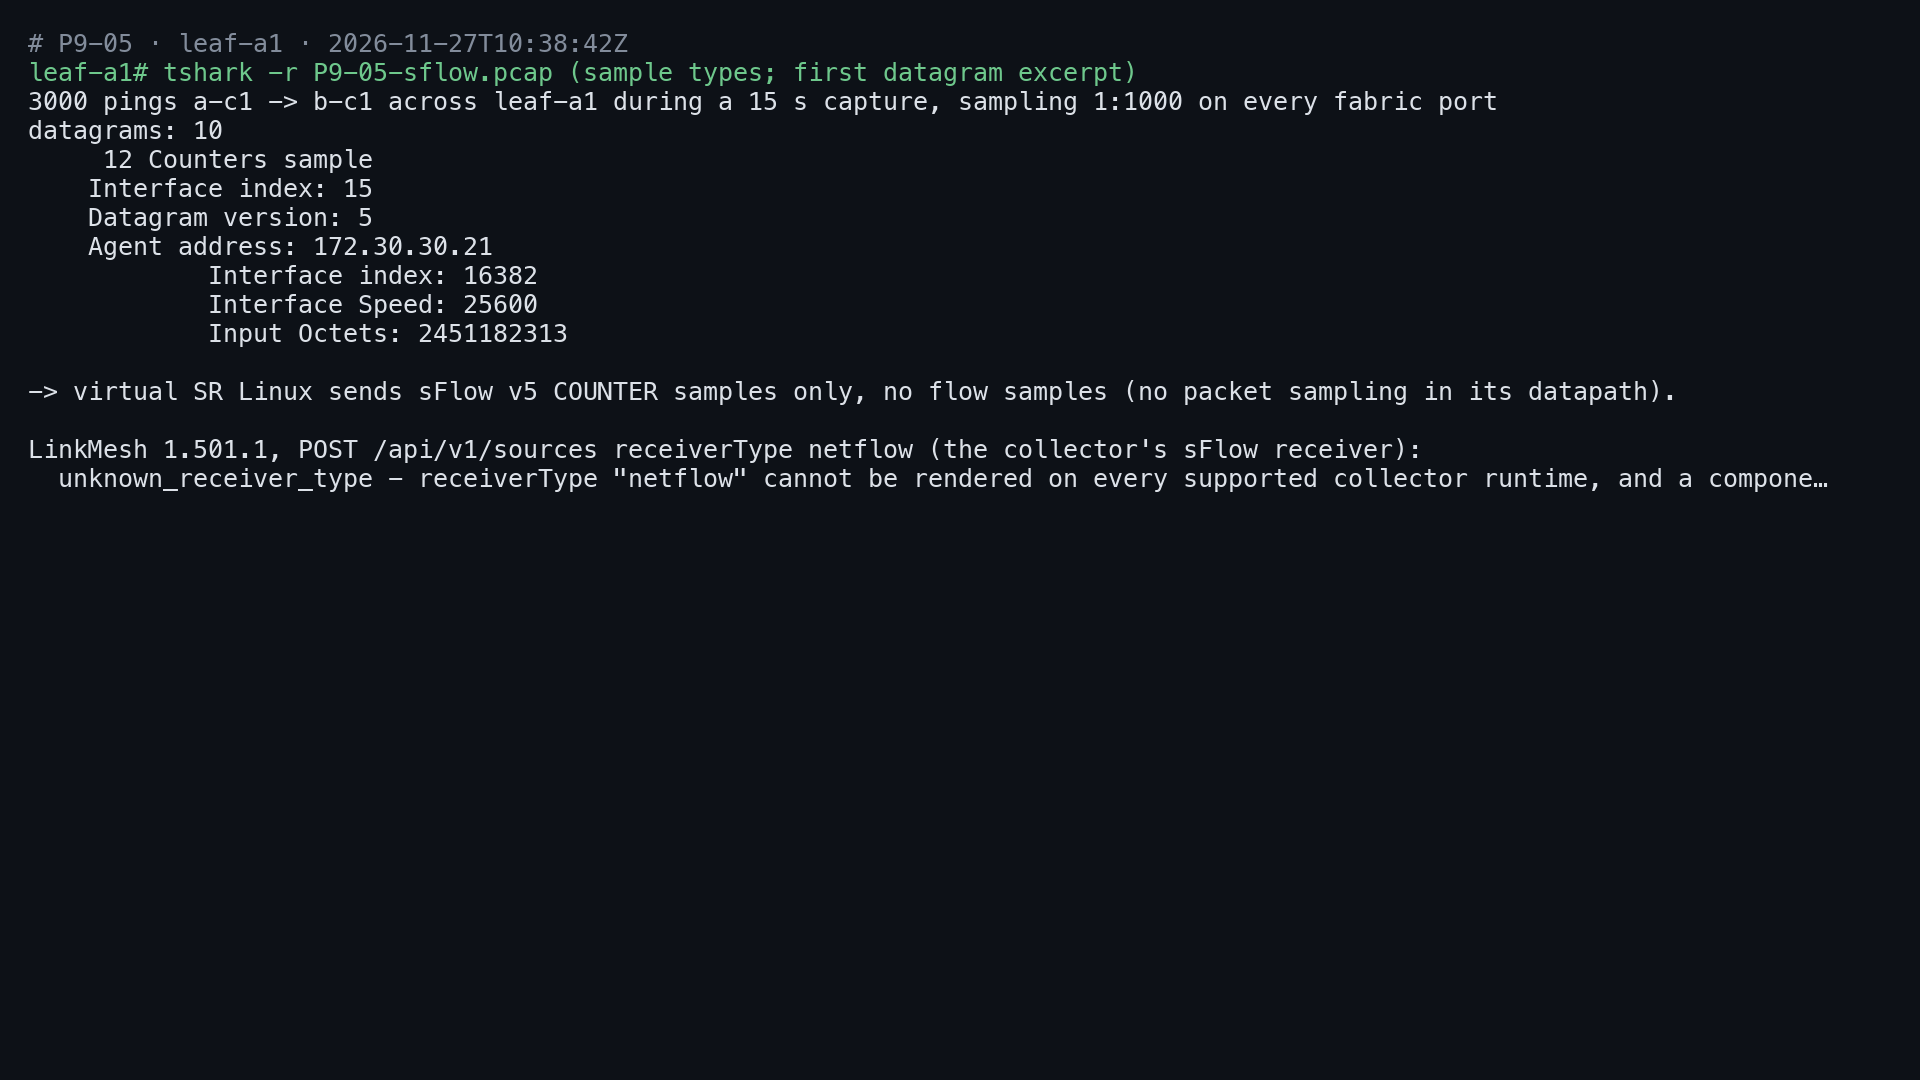 # P9-05 · leaf-a1 · 2026-11-27T10:38:42Z
leaf-a1# tshark -r P9-05-sflow.pcap (sample types; first datagram excerpt)
3000 pings a-c1 -> b-c1 across leaf-a1 during a 15 s capture, sampling 1:1000 on every fabric port
datagrams: 10
12 Counters sample
Interface index: 15
Datagram version: 5
Agent address: 172.30.30.21
Interface index: 16382
Interface Speed: 25600
Input Octets: 2451182313
-> virtual SR Linux sends sFlow v5 COUNTER samples only, no flow samples (no packet sampling in its datapath).
LinkMesh 1.501.1, POST /api/v1/sources receiverType netflow (the collector's sFlow receiver):
unknown_receiver_type - receiverType "netflow" cannot be rendered on every supported collector runtime, and a compone…